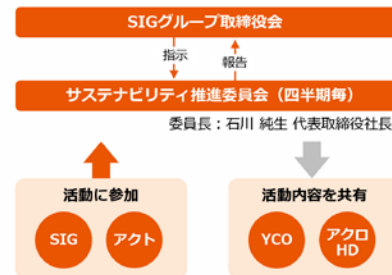 SIGグループ取締役会
指示
報告
サステナビリティ推進委員会（四半期毎）
委員長：石川 純生 代表取締役社長
活動に参加
SIG
アクト
活動内容を共有
YCO
アクロ
HD